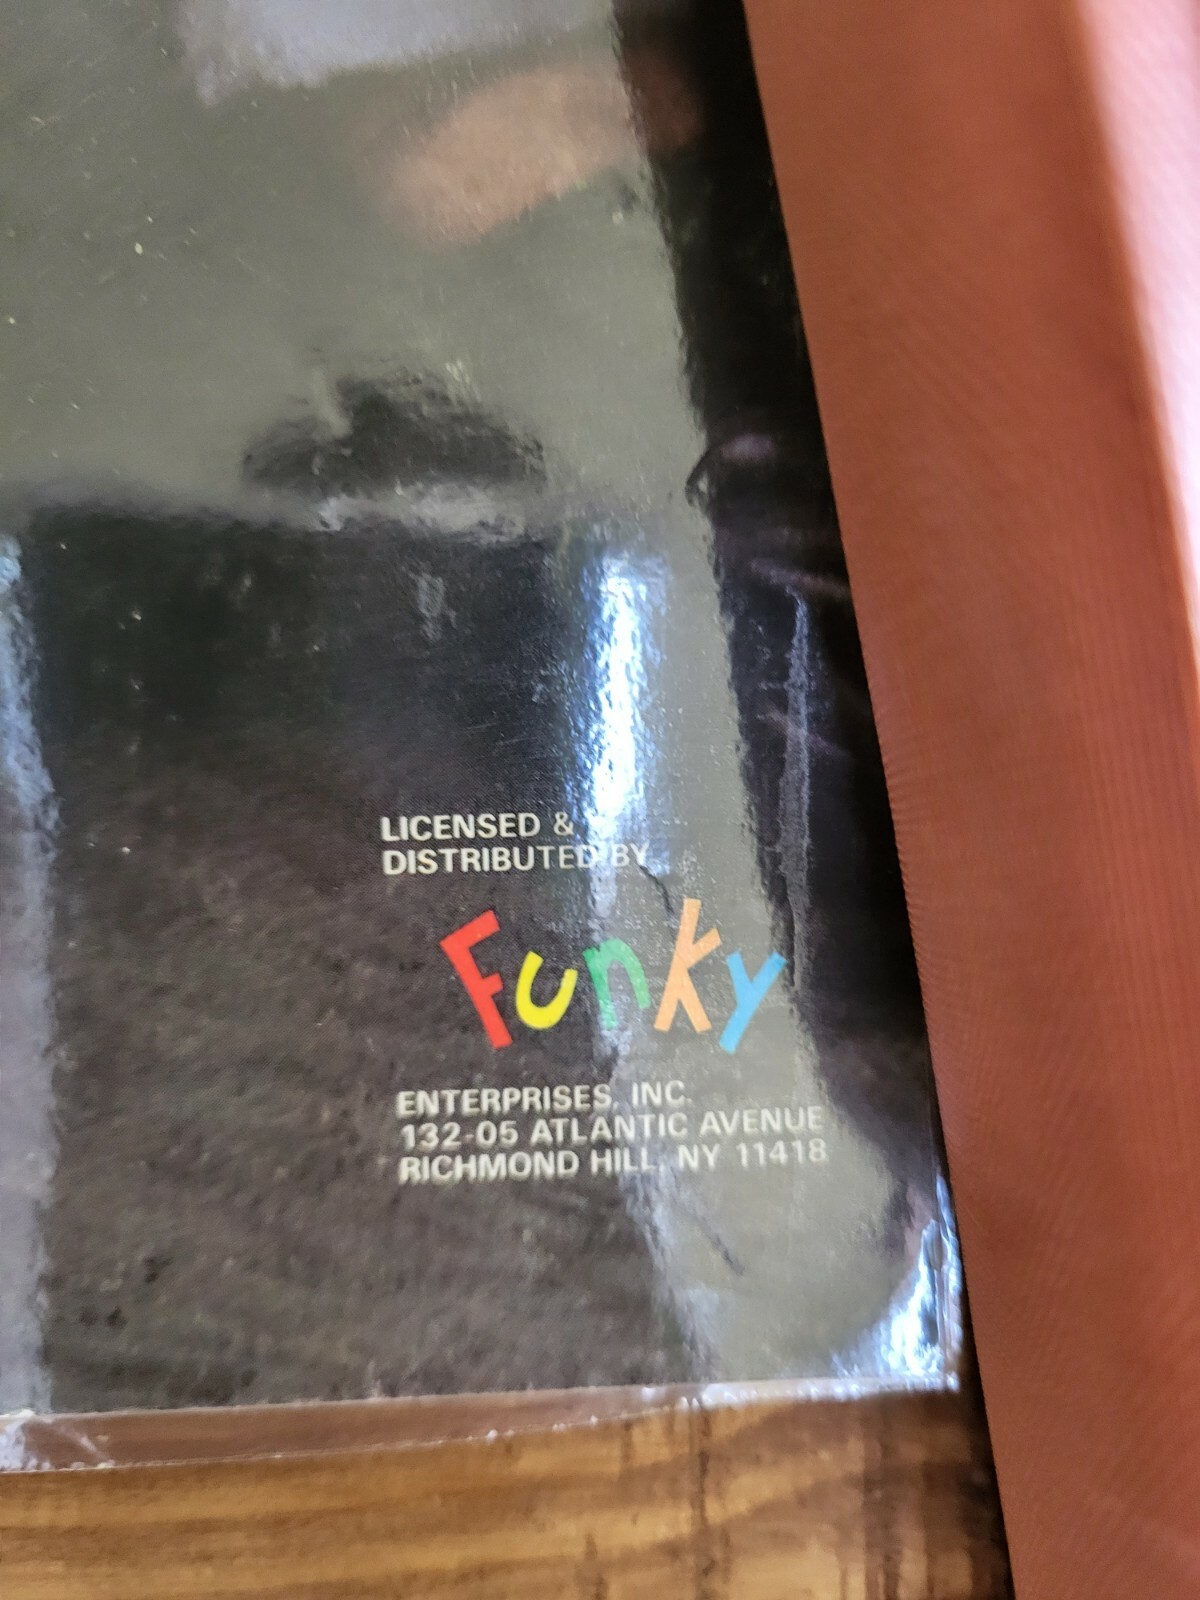 LICENSED &
DISTRIBUTED BY
Funky
ENTERPRISES, INC.
132-05 ATLANTIC AVENUE
RICHMOND HILL, NY 11418